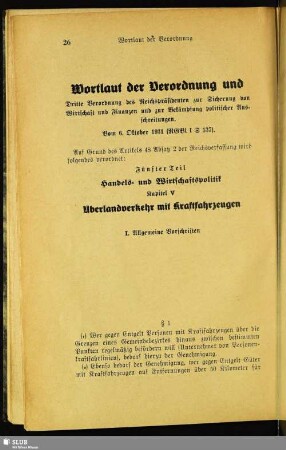 26
Wortlaut der Verordnung
Wortlaut der Verordnung und
Dritte Verordnung des Reichspräsidenten zur Sicherung von
Wirtschaft und Finanzen und zur Bekämpfung politischer Aus-
schreitungen.
Vom 6. Oktober 1931 (RGBl I S 537).
Auf Grund des Artikels 48 Absatz 2 der Reichsverfassung wird
folgendes verordnet:
Fünfter Teil
Handels- und Wirtschaftspolitik
Kapitel V
Überlandverkehr mit Kraftfahrzeugen
I. Allgemeine Vorschriften
§ 1
(1) Wer gegen Entgelt Personen mit Kraftfahrzeugen über die
Grenzen eines Gemeindebezirkes hinaus zwischen bestimmten
Punkten regelmäßig befördern will (Unternehmen von Personen-
kraftfahrlinien), bedarf hierzu der Genehmigung.
(2) Ebenso bedarf der Genehmigung, wer gegen Entgelt Güter
mit Kraftfahrzeugen auf Entfernungen über 50 Kilometer für
SLUB